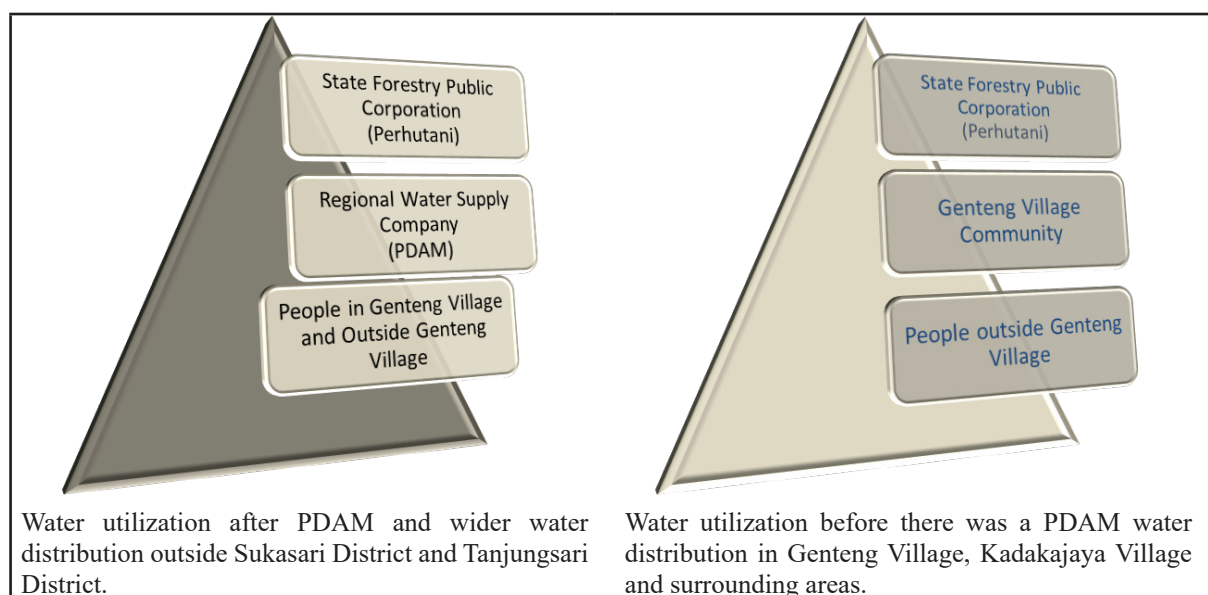 State Forestry Public
Corporation
(Perhutani)
Regional Water Supply
Company
(PDAM)
People in Genteng Village
and Outside Genteng
Village
Water utilization after PDAM and wider water
distribution outside Sukasari District and Tanjungsari
District.
State Forestry Public
Corporation
(Perhutani)
Genteng Village
Community
People outside Genteng
Village
Water utilization before there was a PDAM water
distribution in Genteng Village, Kadakajaya Village
and surrounding areas.